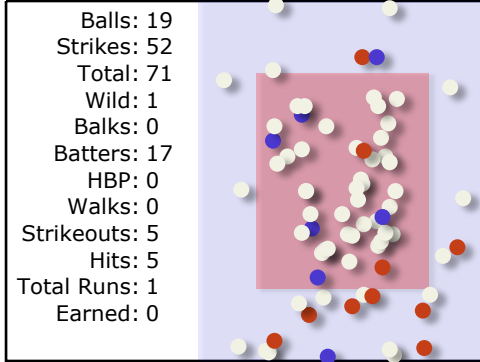 Balls: 19
Strikes: 52
Total: 71
Wild: 1
Balks: 0
Batters: 17
HBP: 0
Walks: 0
Strikeouts: 5
Hits: 5
Total Runs: 1
Earned: 0